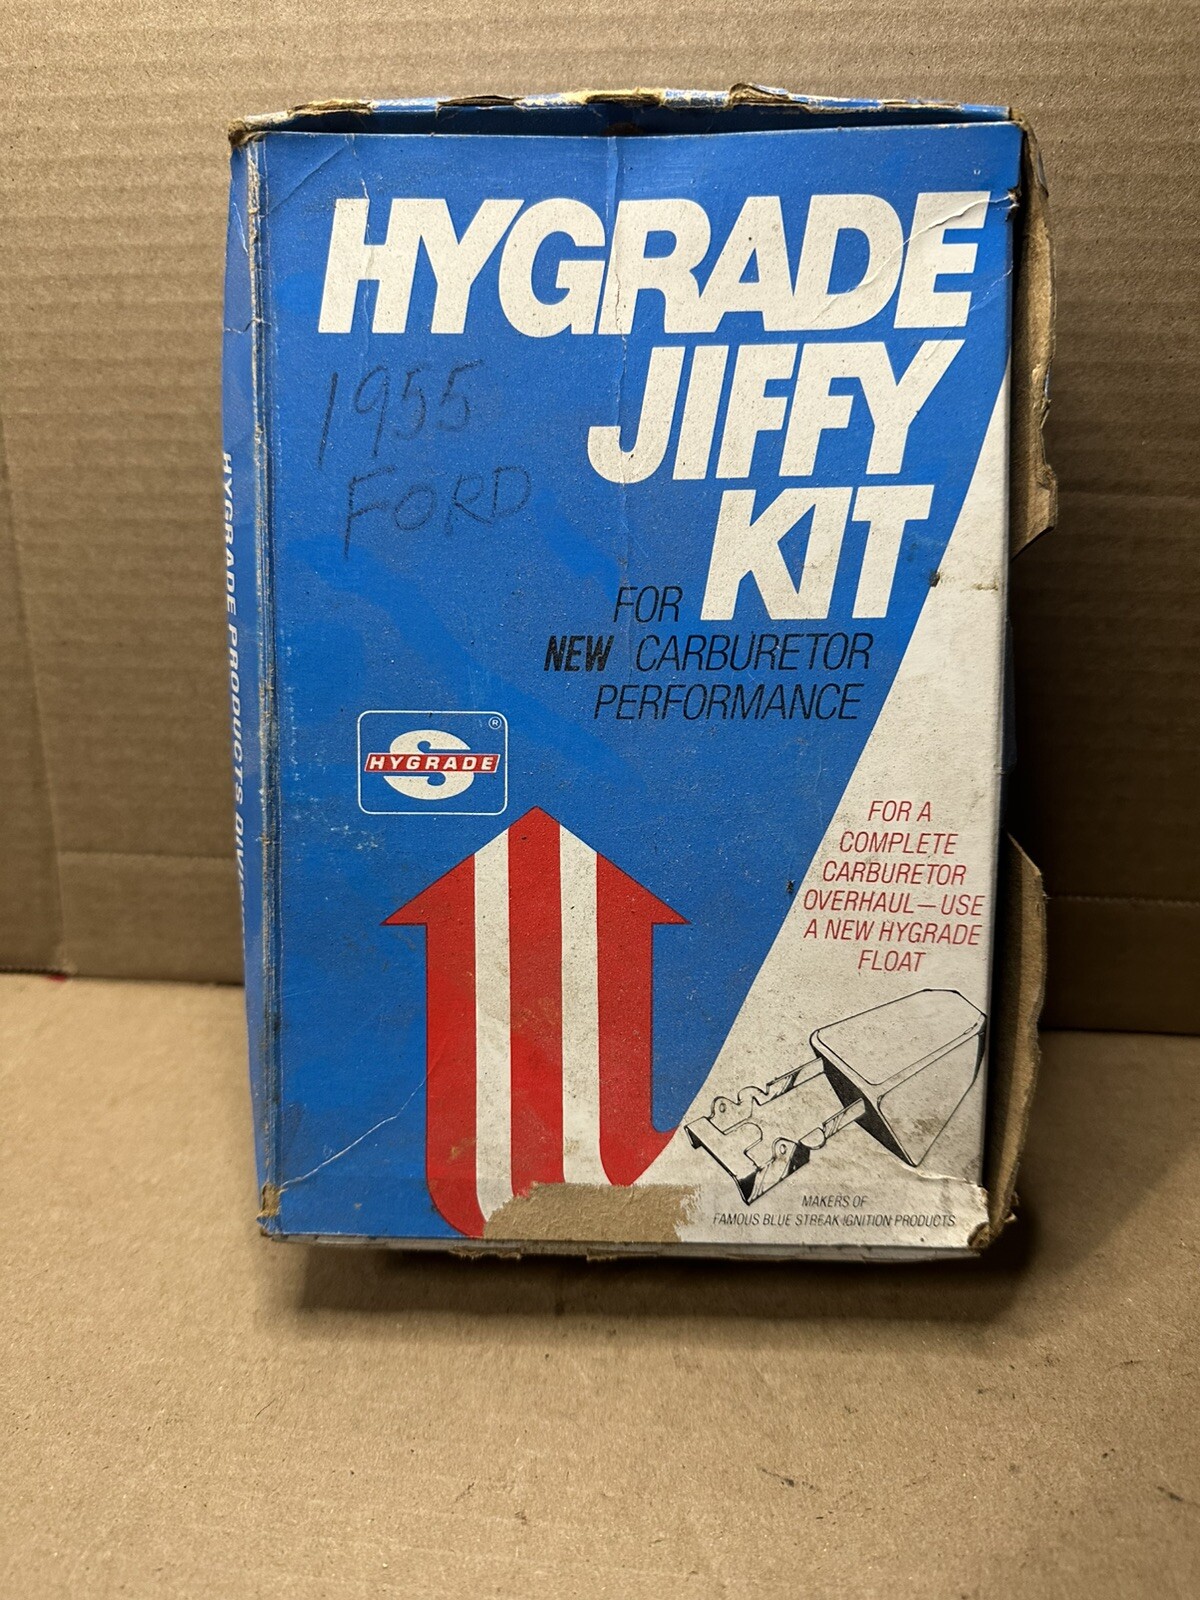 HYGRADE
JIFFY
KIT
1955
FORD
FOR
NEW CARBURETOR
PERFORMANCE
S
HYGRADE
®
FOR A
COMPLETE
CARBURETOR
OVERHAUL—USE
A NEW HYGRADE
FLOAT
MAKERS OF
FAMOUS BLUE STREAK IGNITION PRODUCTS
HYGRADE PRODUCTS